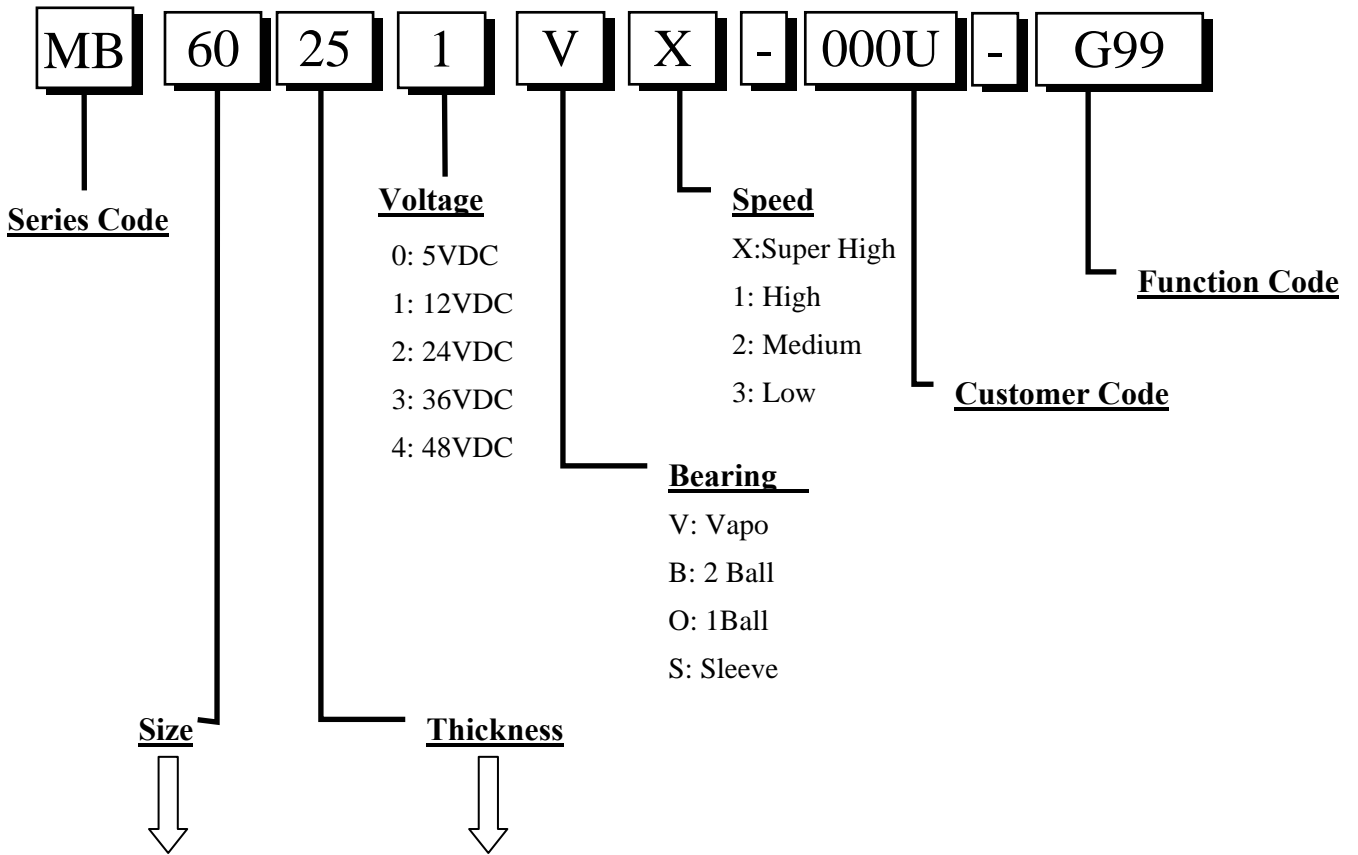 MB 60 25 1 V X - 000U - G99
Series Code
Voltage
0: 5VDC
1: 12VDC
2: 24VDC
3: 36VDC
4: 48VDC
Speed
X:Super High
1: High
2: Medium
3: Low
Function Code
Customer Code
Bearing
V: Vapo
B: 2 Ball
O: 1Ball
S: Sleeve
Size
Thickness